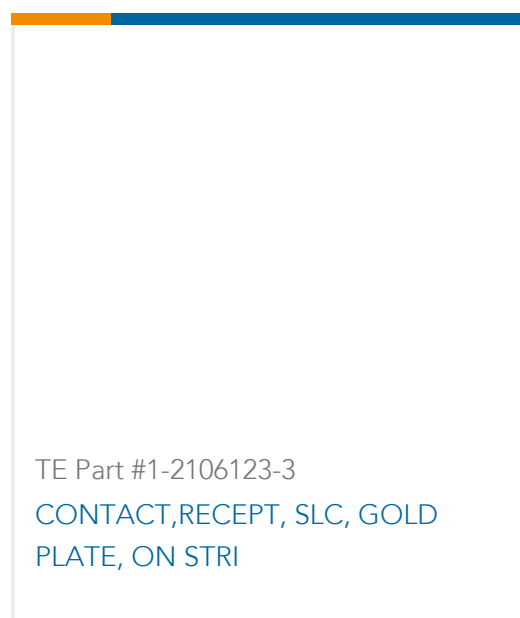 TE Part #1-2106123-3
CONTACT,RECEPT, SLC, GOLD
PLATE, ON STRI